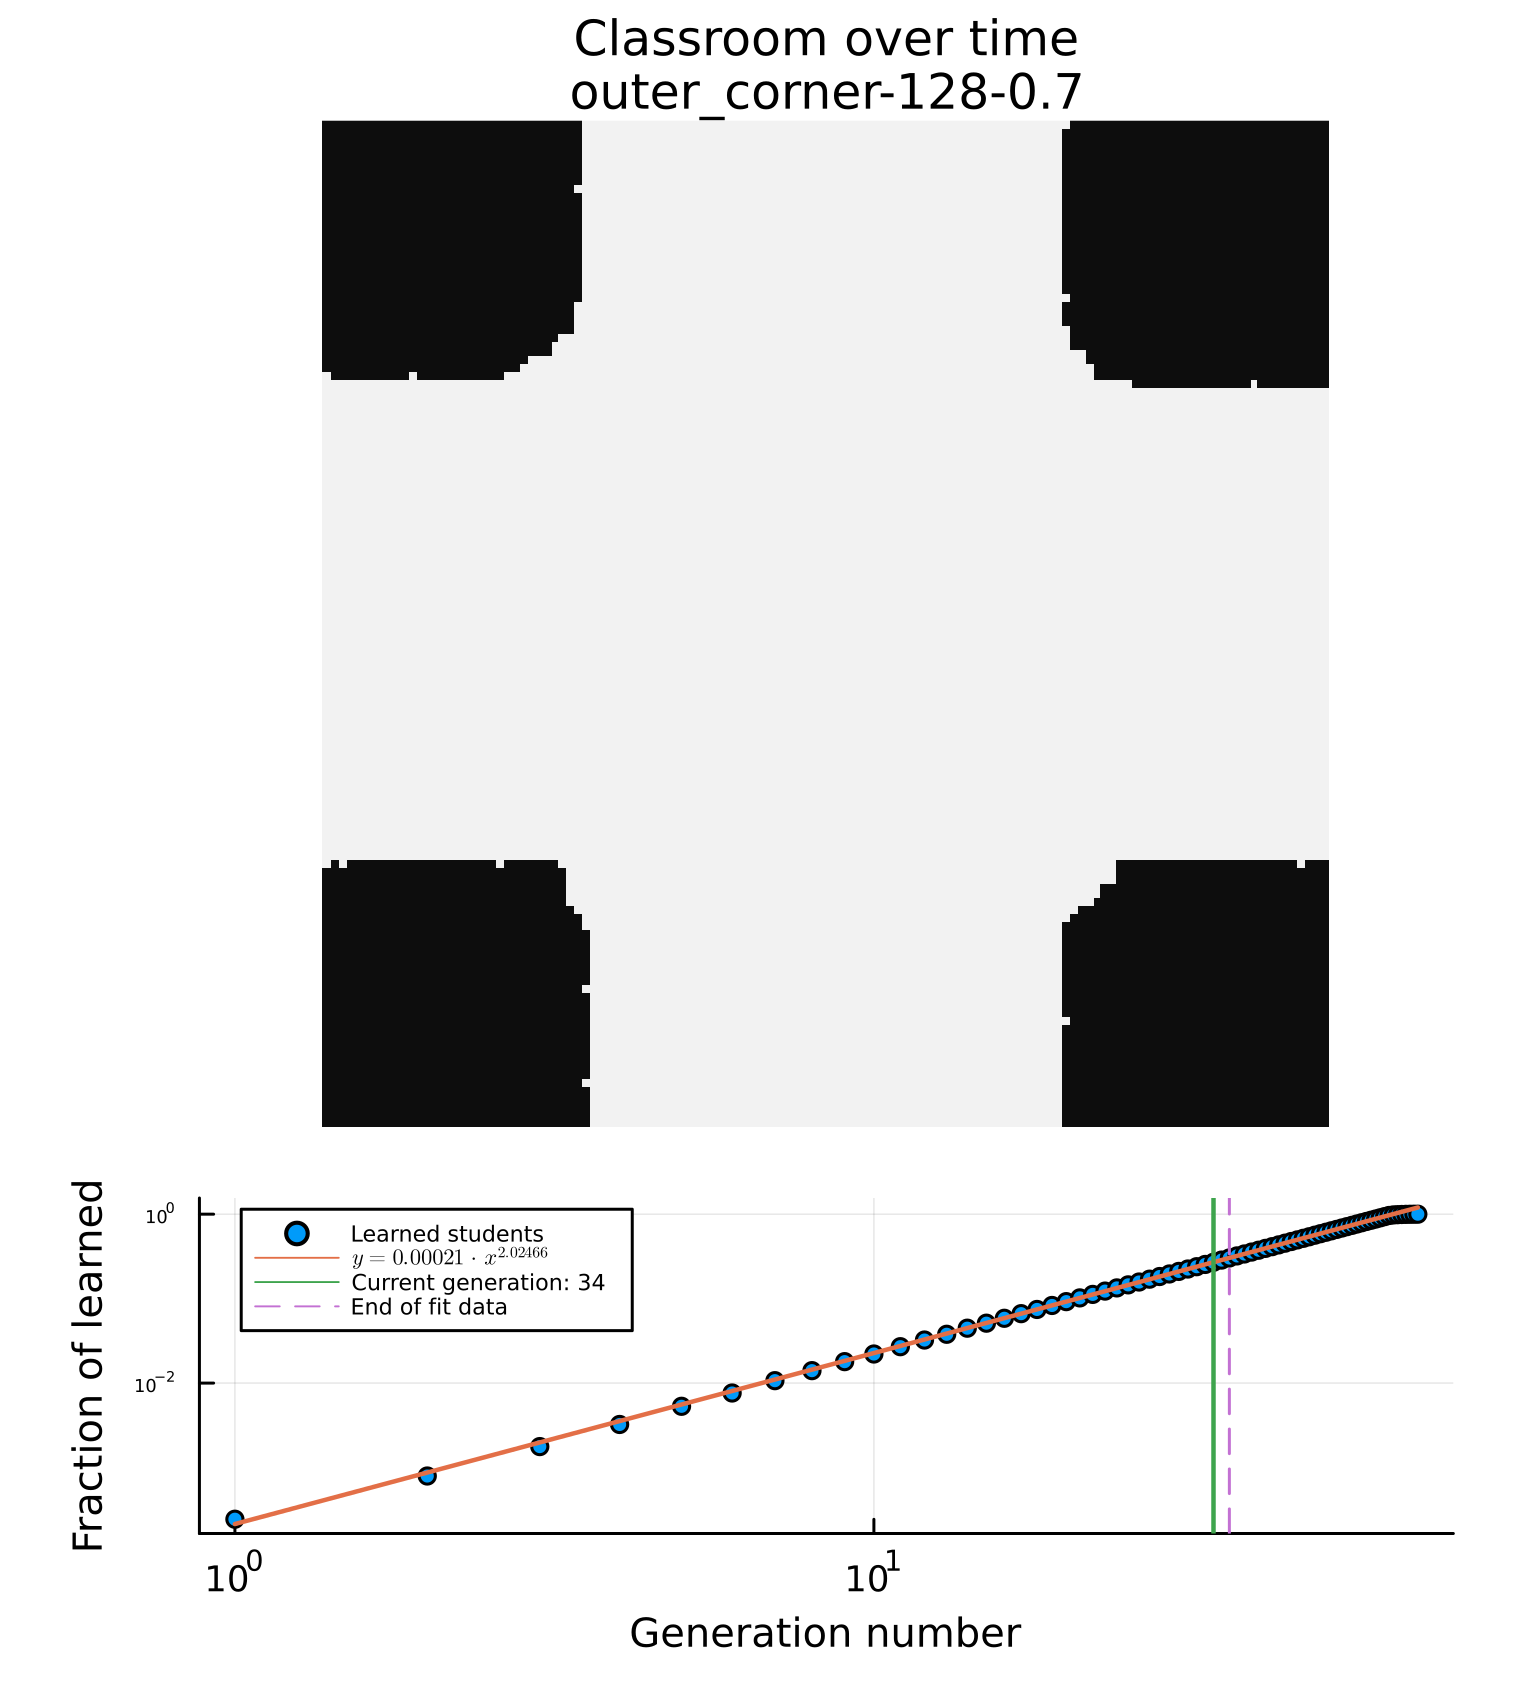 Classroom over time
outer_corner-128-0.7
Fraction of learned
10⁰
10⁻²
Learned students
y = 0.00021 · x^2.02466
Current generation: 34
End of fit data
10⁰
10¹
Generation number